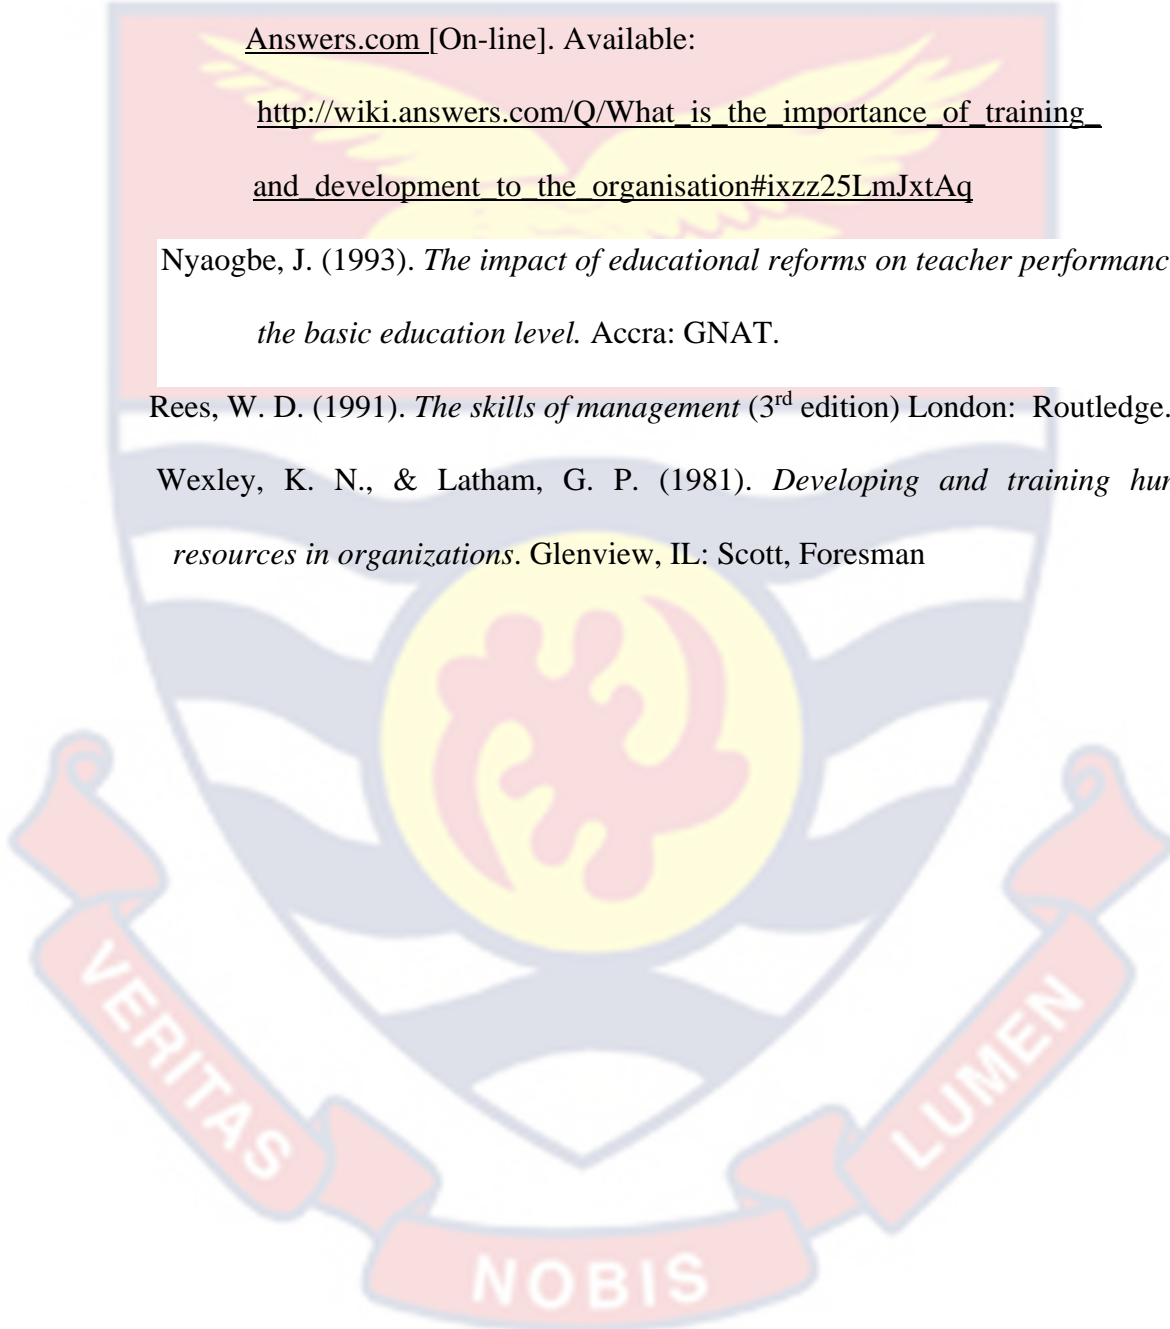 Answers.com [On-line]. Available:
http://wiki.answers.com/Q/What_is_the_importance_of_training_
and_development_to_the_organisation#ixzz25LmJxtAq
Nyaogbe, J. (1993). The impact of educational reforms on teacher performanc
the basic education level. Accra: GNAT.
Rees, W. D. (1991). The skills of management (3rd edition) London: Routledge.
Wexley, K. N., & Latham, G. P. (1981). Developing and training
resources in organizations. Glenview, IL: Scott, Foresman
VERITAS
NOBIS
LUMEN